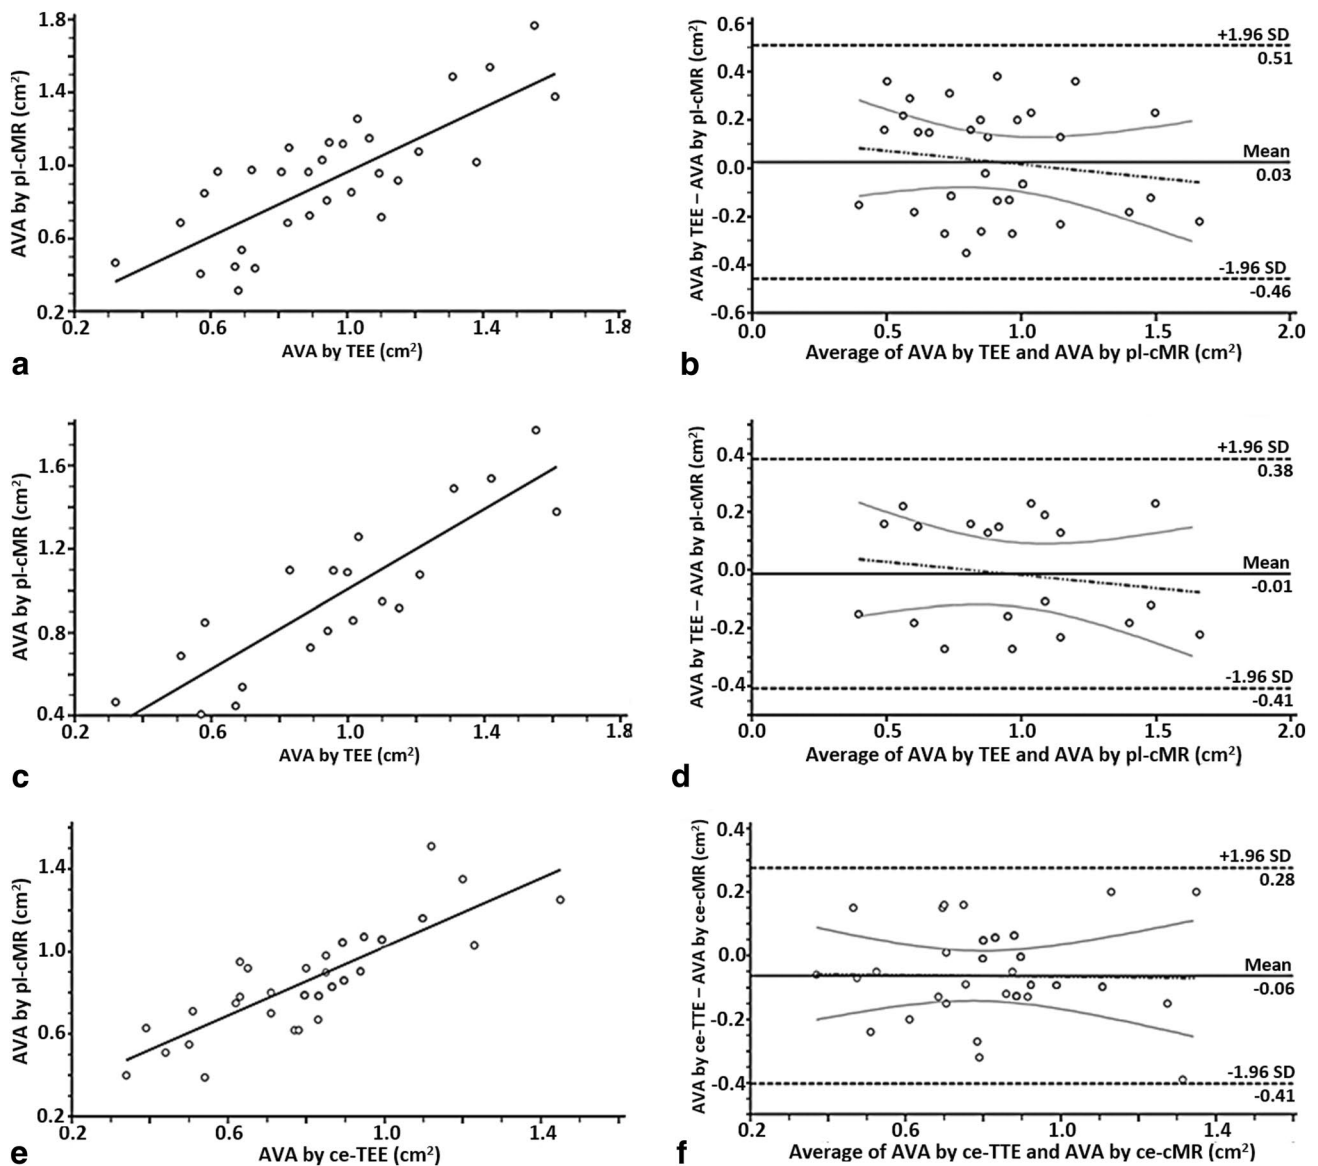 1.8
1.4
1.0
0.6
0.2
AVA by pl-cMR (cm²)
0.2 0.6 1.0 1.4 1.8
AVA by TEE (cm²)
a
0.6
0.4
0.2
0.0
-0.2
-0.4
-0.6
AVA by TEE – AVA by pl-cMR (cm²)
+1.96 SD
0.51
Mean
0.03
-1.96 SD
-0.46
0.0 0.5 1.0 1.5 2.0
Average of AVA by TEE and AVA by pl-cMR (cm²)
b
1.6
1.2
0.8
0.4
AVA by pl-cMR (cm²)
0.2 0.6 1.0 1.4 1.8
AVA by TEE (cm²)
c
0.4
0.2
0.0
-0.2
-0.4
AVA by TEE – AVA by pl-cMR (cm²)
+1.96 SD
0.38
Mean
-0.01
-1.96 SD
-0.41
0.0 0.5 1.0 1.5 2.0
Average of AVA by TEE and AVA by pl-cMR (cm²)
d
1.4
1.0
0.6
0.2
AVA by pl-cMR (cm²)
0.2 0.6 1.0 1.4
AVA by ce-TEE (cm²)
e
0.4
0.2
0.0
-0.2
-0.4
AVA by ce-TTE – AVA by ce-cMR (cm²)
+1.96 SD
0.28
Mean
-0.06
-1.96 SD
-0.41
0.2 0.6 1.0 1.4
Average of AVA by ce-TTE and AVA by ce-cMR (cm²)
f